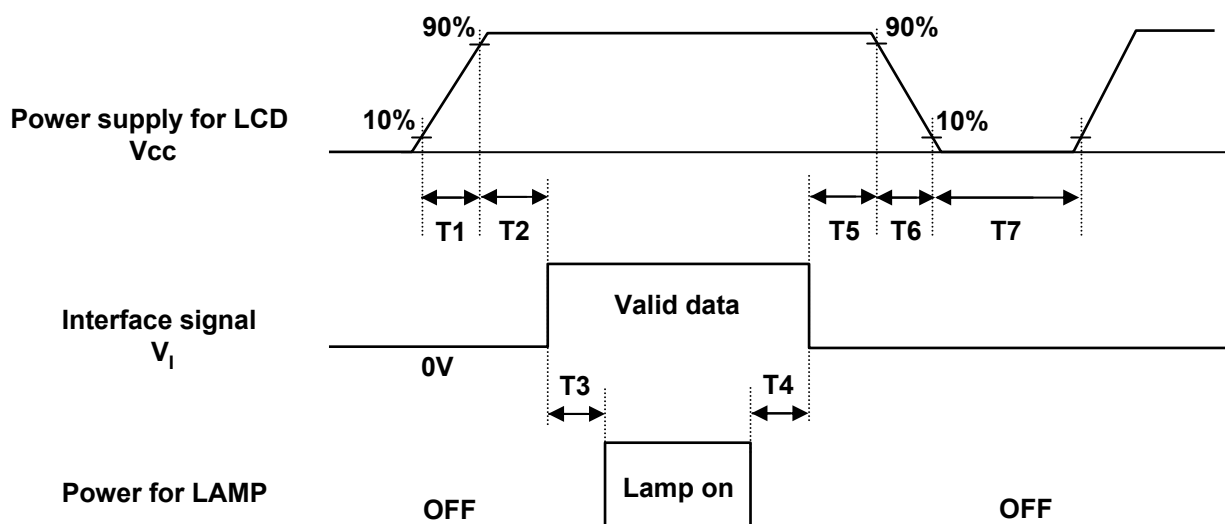 90%
90%
Power supply for LCD
Vcc
10%
10%
T1
T2
T5
T6
T7
Interface signal
V_I
Valid data
0V
T3
T4
Power for LAMP
OFF
Lamp on
OFF